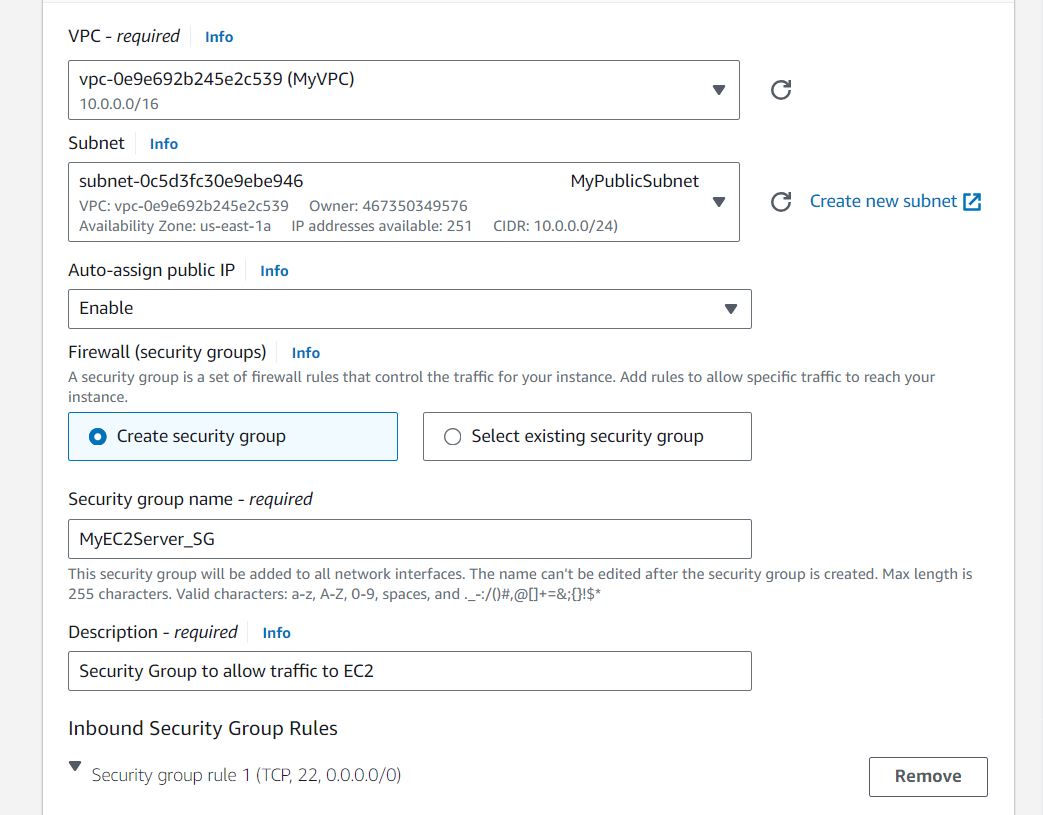 VPC - required Info
vpc-0e9e692b245e2c539 (MyVPC)
10.0.0.0/16
Subnet Info
subnet-0c5d3fc30e9ebe946 MyPublicSubnet
VPC: vpc-0e9e692b245e2c539 Owner: 467350349576
Availability Zone: us-east-1a IP addresses available: 251 CIDR: 10.0.0.0/24)
Create new subnet
Auto-assign public IP Info
Enable
Firewall (security groups) Info
A security group is a set of firewall rules that control the traffic for your instance. Add rules to allow specific traffic to reach your
instance.
Create security group Select existing security group
Security group name - required
MyEC2Server_SG
This security group will be added to all network interfaces. The name can't be edited after the security group is created. Max length is
255 characters. Valid characters: a-z, A-Z, 0-9, spaces, and ._-:/()#,@[]+=&;{}!$*
Description - required Info
Security Group to allow traffic to EC2
Inbound Security Group Rules
Security group rule 1 (TCP, 22, 0.0.0.0/0) Remove